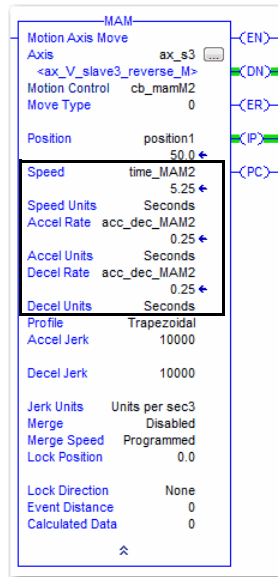 MAM
Motion Axis Move
(EN)
Axis ax_s3 ...
<ax_V_slave3_reverse_M>
(DN)
Motion Control cb_mamM2
Move Type 0
(ER)
Position position1
(IP)
50.0
Speed time_MAM2
(PC)
5.25
Speed Units Seconds
Accel Rate acc_dec_MAM2
0.25
Accel Units Seconds
Decel Rate acc_dec_MAM2
0.25
Decel Units Seconds
Profile Trapezoidal
Accel Jerk 10000
Decel Jerk 10000
Jerk Units Units per sec3
Merge Disabled
Merge Speed Programmed
Lock Position 0.0
Lock Direction None
Event Distance 0
Calculated Data 0